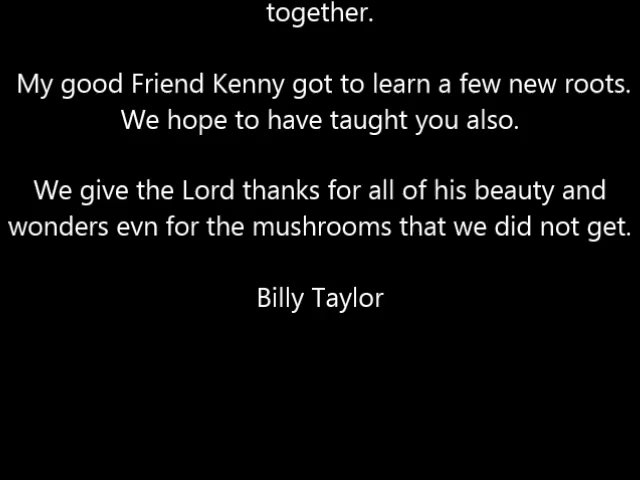 together.
My good Friend Kenny got to learn a few new roots.
We hope to have taught you also.
We give the Lord thanks for all of his beauty and
wonders evn for the mushrooms that we did not get.
Billy Taylor